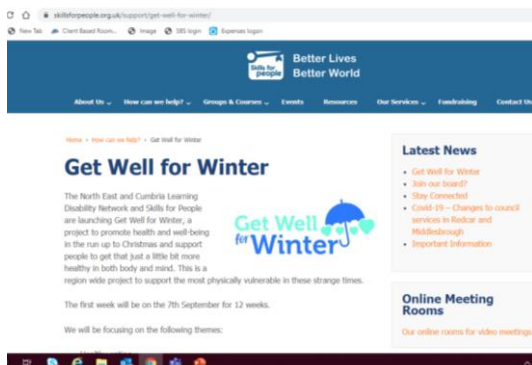 skillsforpeople.org.uk/support/get-well-for-winter/
New Tab Client Based Room... Image SBS login Expenses logon
Skills for people
Better Lives
Better World
About Us How can we help? Groups & Courses Events Resources Our Services Fundraising Contact Us
Home > How can we help? > Get Well for Winter
Get Well for Winter
The North East and Cumbria Learning
Disability Network and Skills for People
are launching Get Well for Winter, a
project to promote health and well-being
in the run up to Christmas and support
people to get that just a little bit more
healthy in both body and mind. This is a
region wide project to support the most physically vulnerable in these strange times.
Get Well
for Winter
The first week will be on the 7th September for 12 weeks.
We will be focusing on the following themes:
Latest News
Get Well for Winter
Join our board?
Stay Connected
Covid-19 – Changes to council
services in Redcar and
Middlesbrough
Important Information
Online Meeting
Rooms
Our online rooms for video meetings